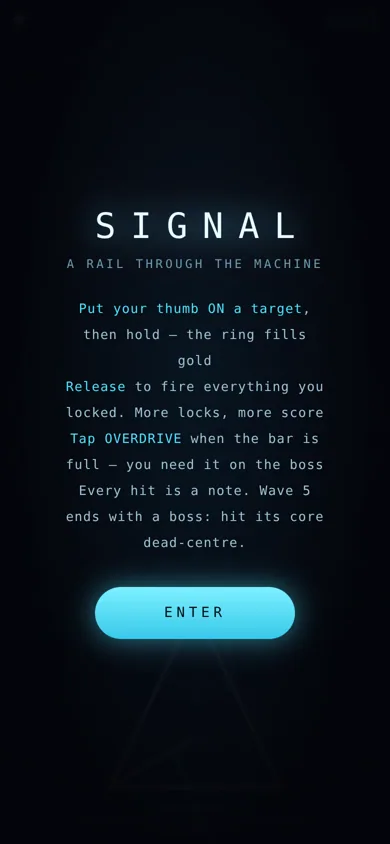 SIGNAL
A RAIL THROUGH THE MACHINE
Put your thumb ON a target,
then hold — the ring fills
gold
Release to fire everything you
locked. More locks, more score
Tap OVERDRIVE when the bar is
full — you need it on the boss
Every hit is a note. Wave 5
ends with a boss: hit its core
dead-centre.
ENTER